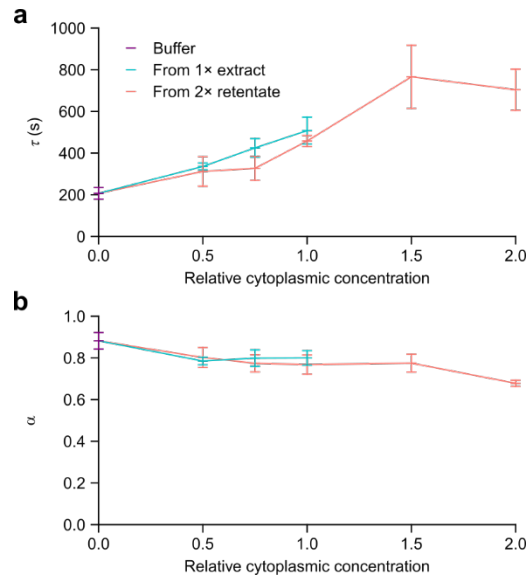 a
Buffer
From 1× extract
From 2× retentate
1000
800
600
400
200
0
τ (s)
0.0 0.5 1.0 1.5 2.0
Relative cytoplasmic concentration
b
1.0
0.8
0.6
0.4
0.2
0.0
α
0.0 0.5 1.0 1.5 2.0
Relative cytoplasmic concentration